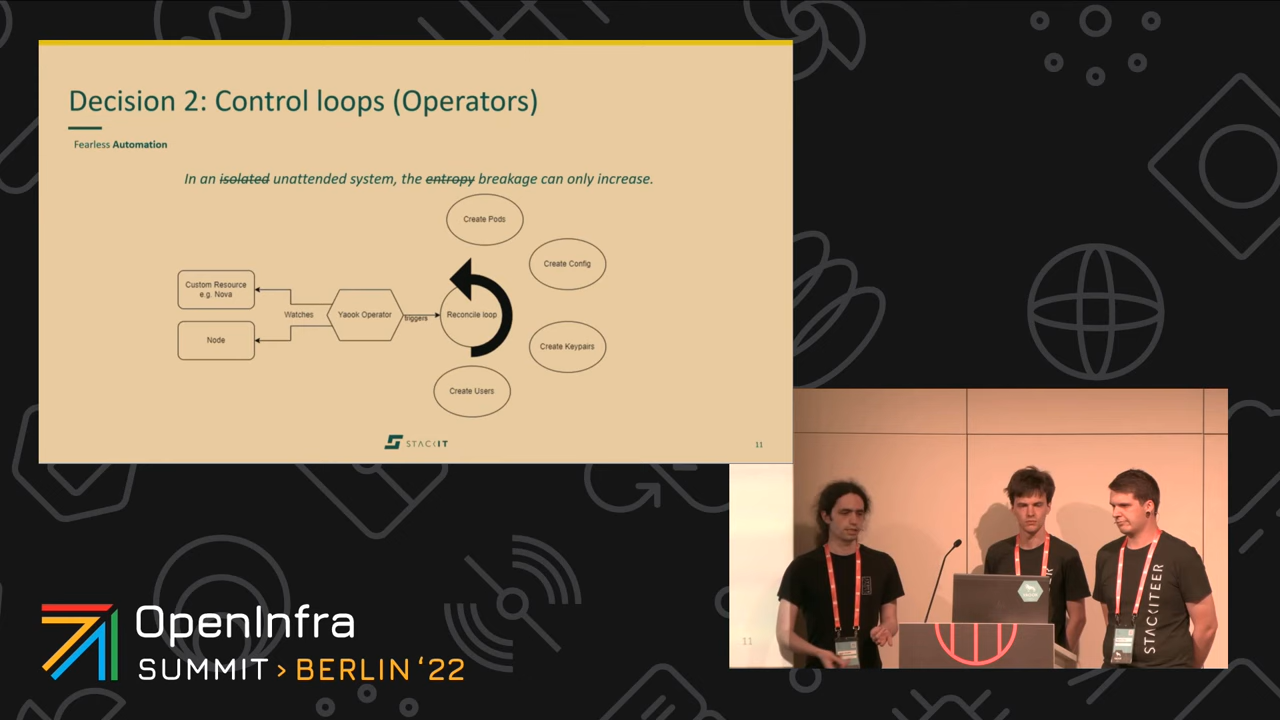 Decision 2: Control loops (Operators)
Fearless Automation
In an isolated unattended system, the entropy breakage can only increase.
Create Pods
Create Config
Custom Resource
e.g. Nova
Watches
Yaook Operator
triggers
Reconcile loop
Node
Create Keypairs
Create Users
STACKIT
11
11
STACKITEER
OpenInfra
SUMMIT > BERLIN '22